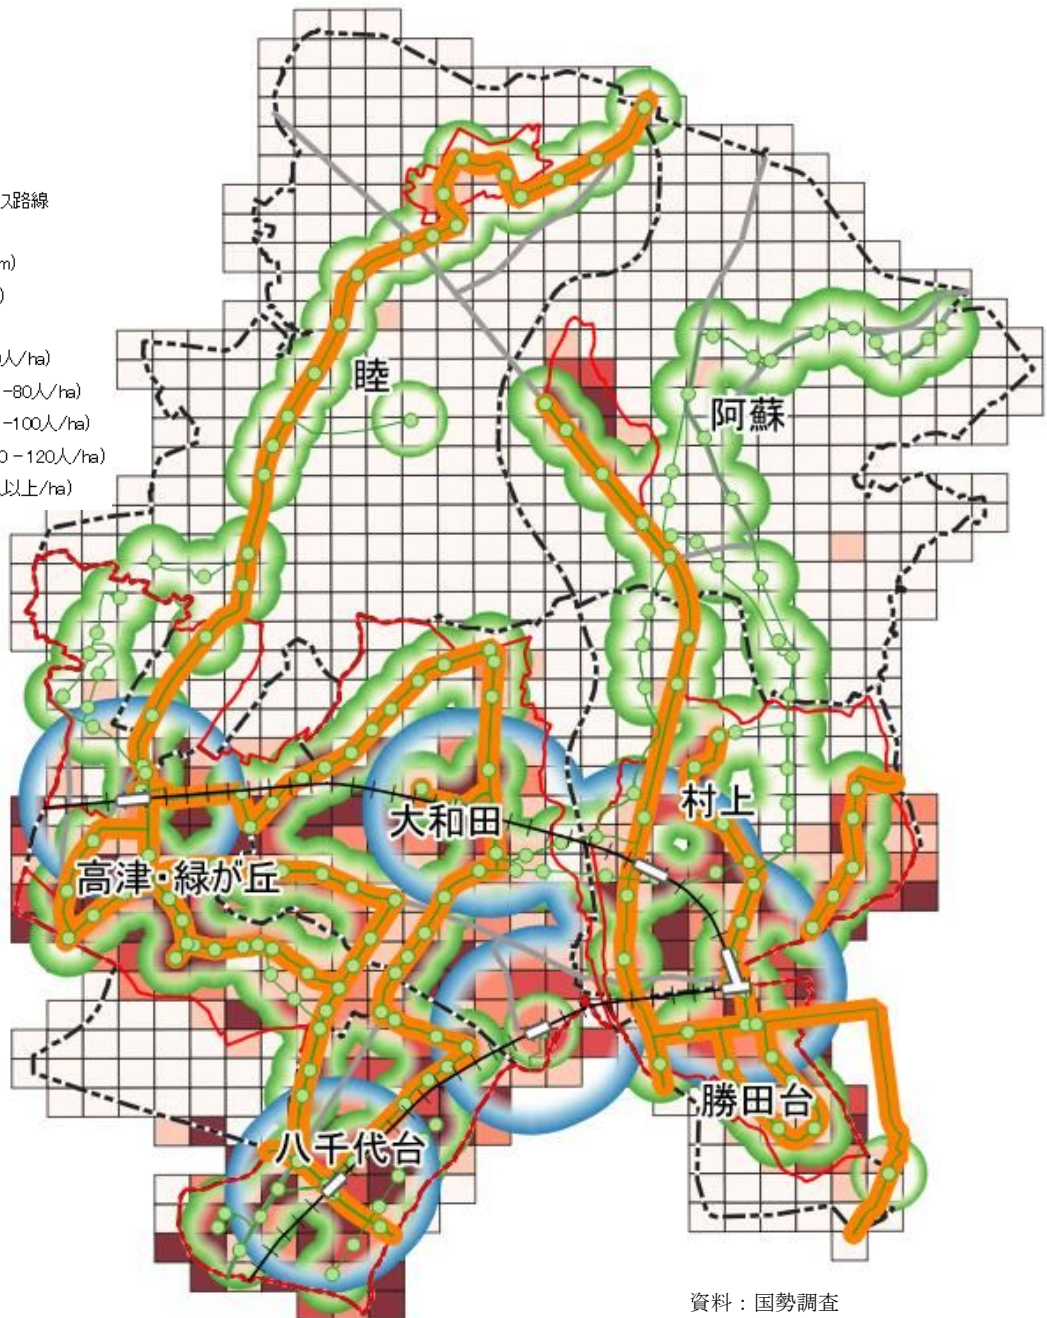 ス路線
m)
)
人/ha)
-80人/ha)
-100人/ha)
0-120人/ha)
以上/ha)
睦
阿蘇
大和田
村上
高津・緑が丘
勝田台
八千代台
資料：国勢調査